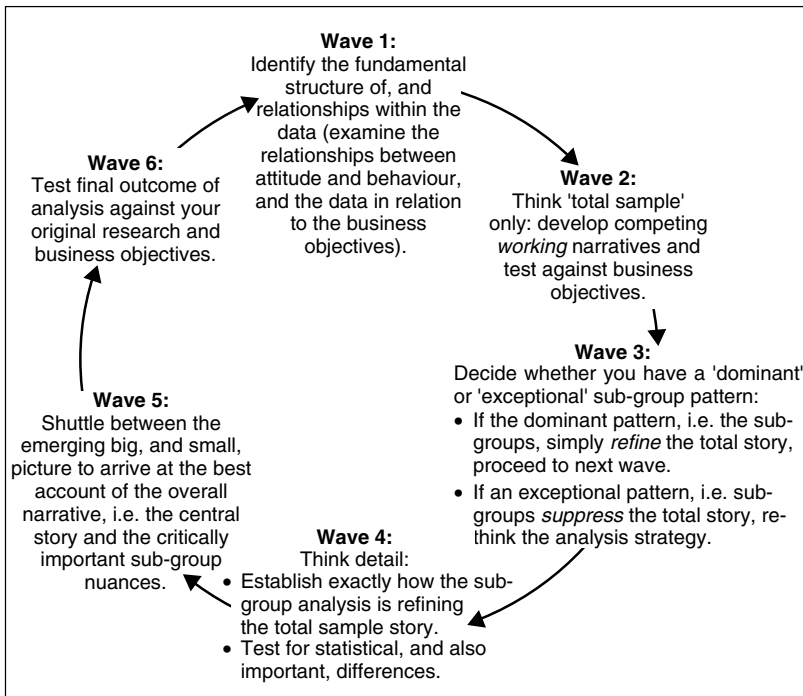 Wave 1:
Identify the fundamental
structure of, and
relationships within the
data (examine the
relationships between
attitude and behaviour,
and the data in relation
to the business
objectives).
Wave 2:
Think 'total sample'
only: develop competing
working narratives and
test against business
objectives.
Wave 3:
Decide whether you have a 'dominant'
or 'exceptional' sub-group pattern:
• If the dominant pattern, i.e. the sub-
groups, simply refine the total story,
proceed to next wave.
• If an exceptional pattern, i.e. sub-
groups suppress the total story, re-
think the analysis strategy.
Wave 4:
Think detail:
• Establish exactly how the sub-
group analysis is refining
the total sample story.
• Test for statistical, and also
important, differences.
Wave 5:
Shuttle between the
emerging big, and small,
picture to arrive at the best
account of the overall
narrative, i.e. the central
story and the critically
important sub-group
nuances.
Wave 6:
Test final outcome of
analysis against your
original research and
business objectives.